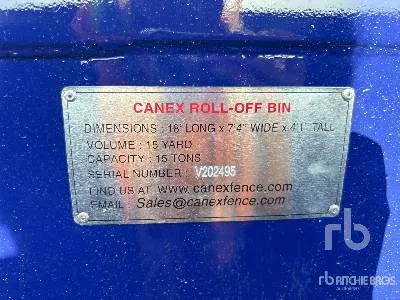 CANEX ROLL-OFF BIN
DIMENSIONS : 16' LONG x 7'4" WIDE x 4'1" TALL
VOLUME : 15 YARD
CAPACITY : 15 TONS
SERIAL NUMBER : V202495
FIND US AT www.canexfence.com
EMAIL Sales@canexfence.com
rb
RITCHIE BROS.